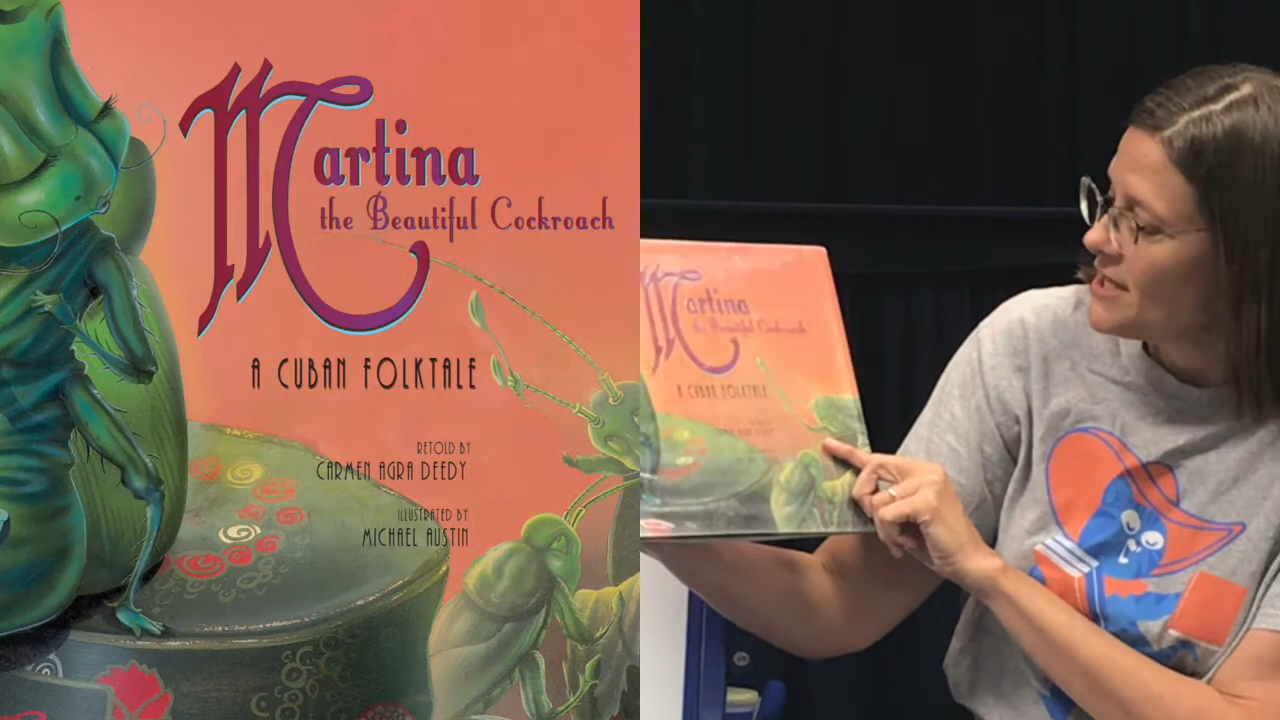 Martina
the Beautiful Cockroach
A CUBAN FOLKTALE
RETOLD BY
CARMEN AGRA DEEDY
ILLUSTRATED BY
MICHAEL AUSTIN
Martina
the Beautiful Cockroach
A CUBAN FOLKTALE